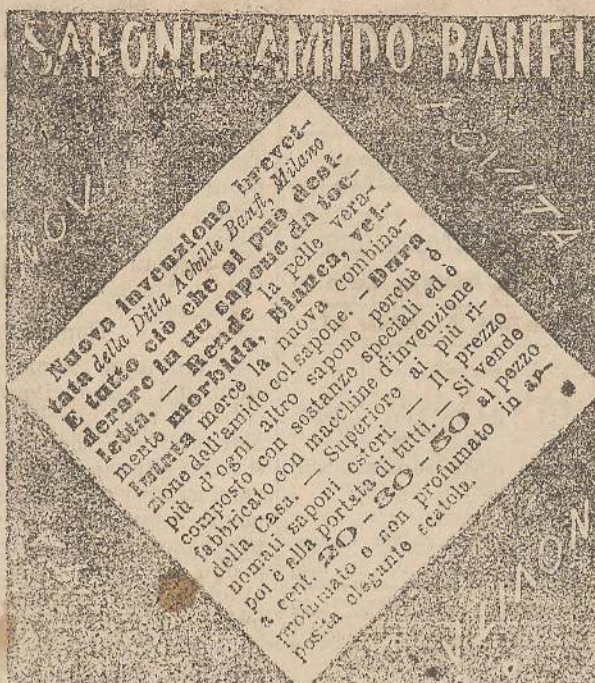 SAPONE AMIDO BANFI
NOVI
NOVITÀ
Nuova invenzione brevet-
tata della Ditta Achille Banfi, Milano
E tutto ciò che si può desi-
derare in un sapone da toc-
letta. — Rende la pelle vera-
mente morbida, bianca, vel-
lutata mercè la nuova combina-
zione dell'amido col sapone. — Dura
più d'ogni altro sapone perchè è
composto con sostanze speciali ed è
fabbricato con macchine d'invenzione
della Casa. — Superiore ai più ri-
nomati saponi esteri. — Il prezzo
poi è alla portata di tutti. — Si vende
a cent. 20 - 30 - 50 al pezzo
profumato e non profumato in ap-
posita elegante scatola.